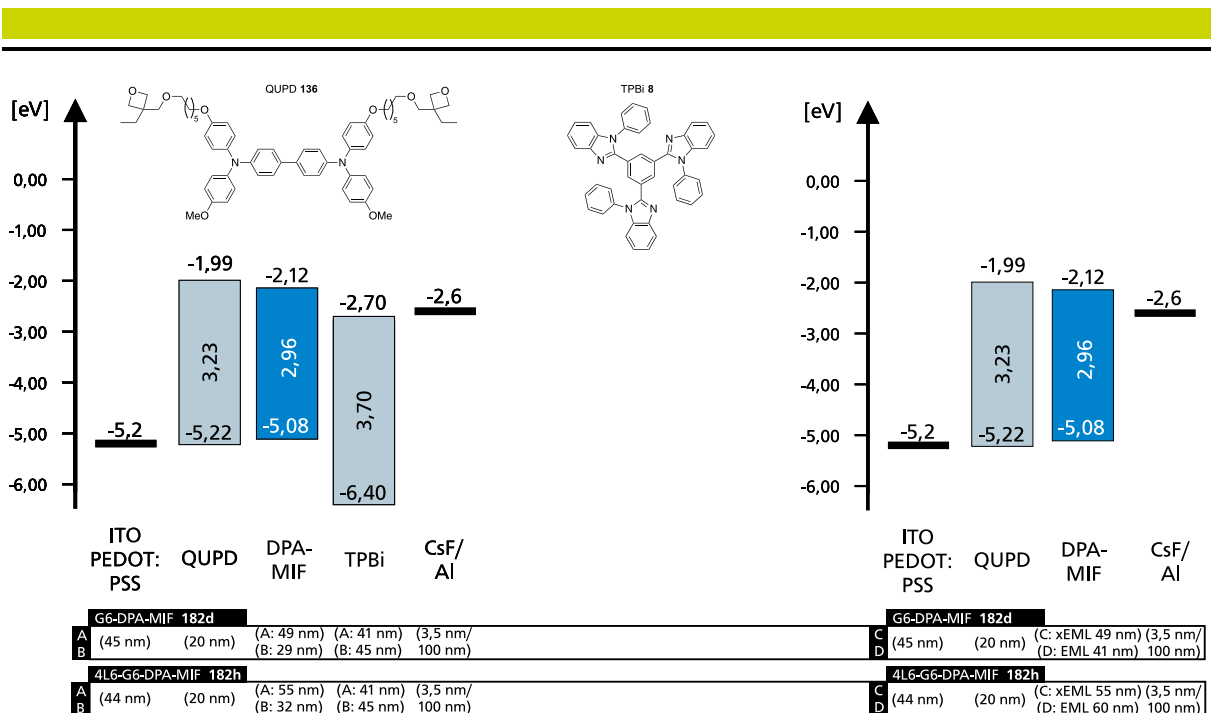 QUPD 136
TPBi 8
[eV]
0,00
-1,00
-2,00
-3,00
-4,00
-5,00
-6,00
O
O
O
5
O
N
N
O
5
O
O
MeO
OMe
N
N
N
N
N
N
-5,2
-1,99
3,23
-5,22
-2,12
2,96
-5,08
-2,70
3,70
-6,40
-2,6
ITO
PEDOT:
PSS
QUPD
DPA-
MIF
TPBi
CsF/
Al
G6-DPA-MIF 182d
A (45 nm) (20 nm) (A: 49 nm) (A: 41 nm) (3,5 nm/
B (B: 29 nm) (B: 45 nm) 100 nm)
4L6-G6-DPA-MIF 182h
A (44 nm) (20 nm) (A: 55 nm) (A: 41 nm) (3,5 nm/
B (B: 32 nm) (B: 45 nm) 100 nm)
[eV]
0,00
-1,00
-2,00
-3,00
-4,00
-5,00
-6,00
-5,2
-1,99
3,23
-5,22
-2,12
2,96
-5,08
-2,6
ITO
PEDOT:
PSS
QUPD
DPA-
MIF
CsF/
Al
G6-DPA-MIF 182d
C (45 nm) (20 nm) (C: xEML 49 nm) (3,5 nm/
D (D: EML 41 nm) 100 nm)
4L6-G6-DPA-MIF 182h
C (44 nm) (20 nm) (C: xEML 55 nm) (3,5 nm/
D (D: EML 60 nm) 100 nm)